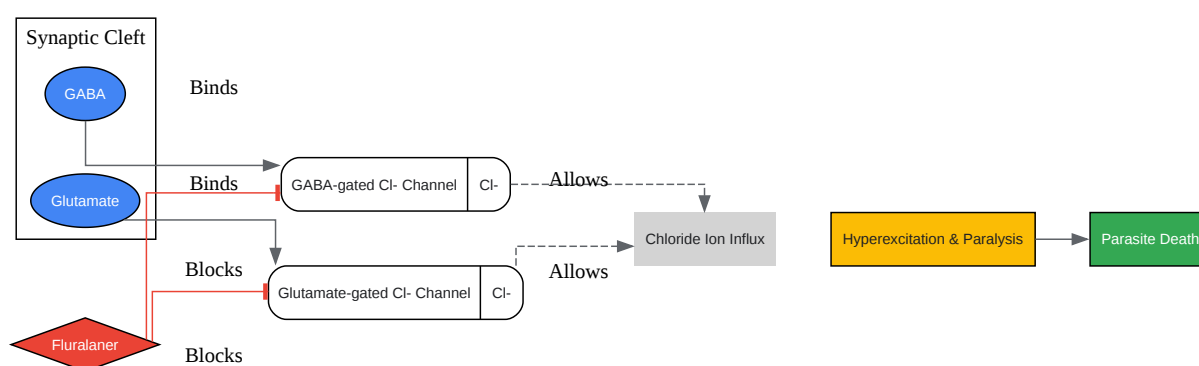 Synaptic Cleft
GABA
Binds
Glutamate
Binds
GABA-gated Cl- Channel
Cl-
Allows
Chloride Ion Influx
Hyperexcitation & Paralysis
Parasite Death
Blocks
Glutamate-gated Cl- Channel
Cl-
Allows
Fluralaner
Blocks